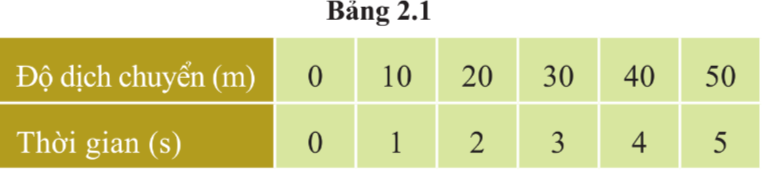 Bảng 2.1
Độ dịch chuyển (m) 0 10 20 30 40 50
Thời gian (s) 0 1 2 3 4 5